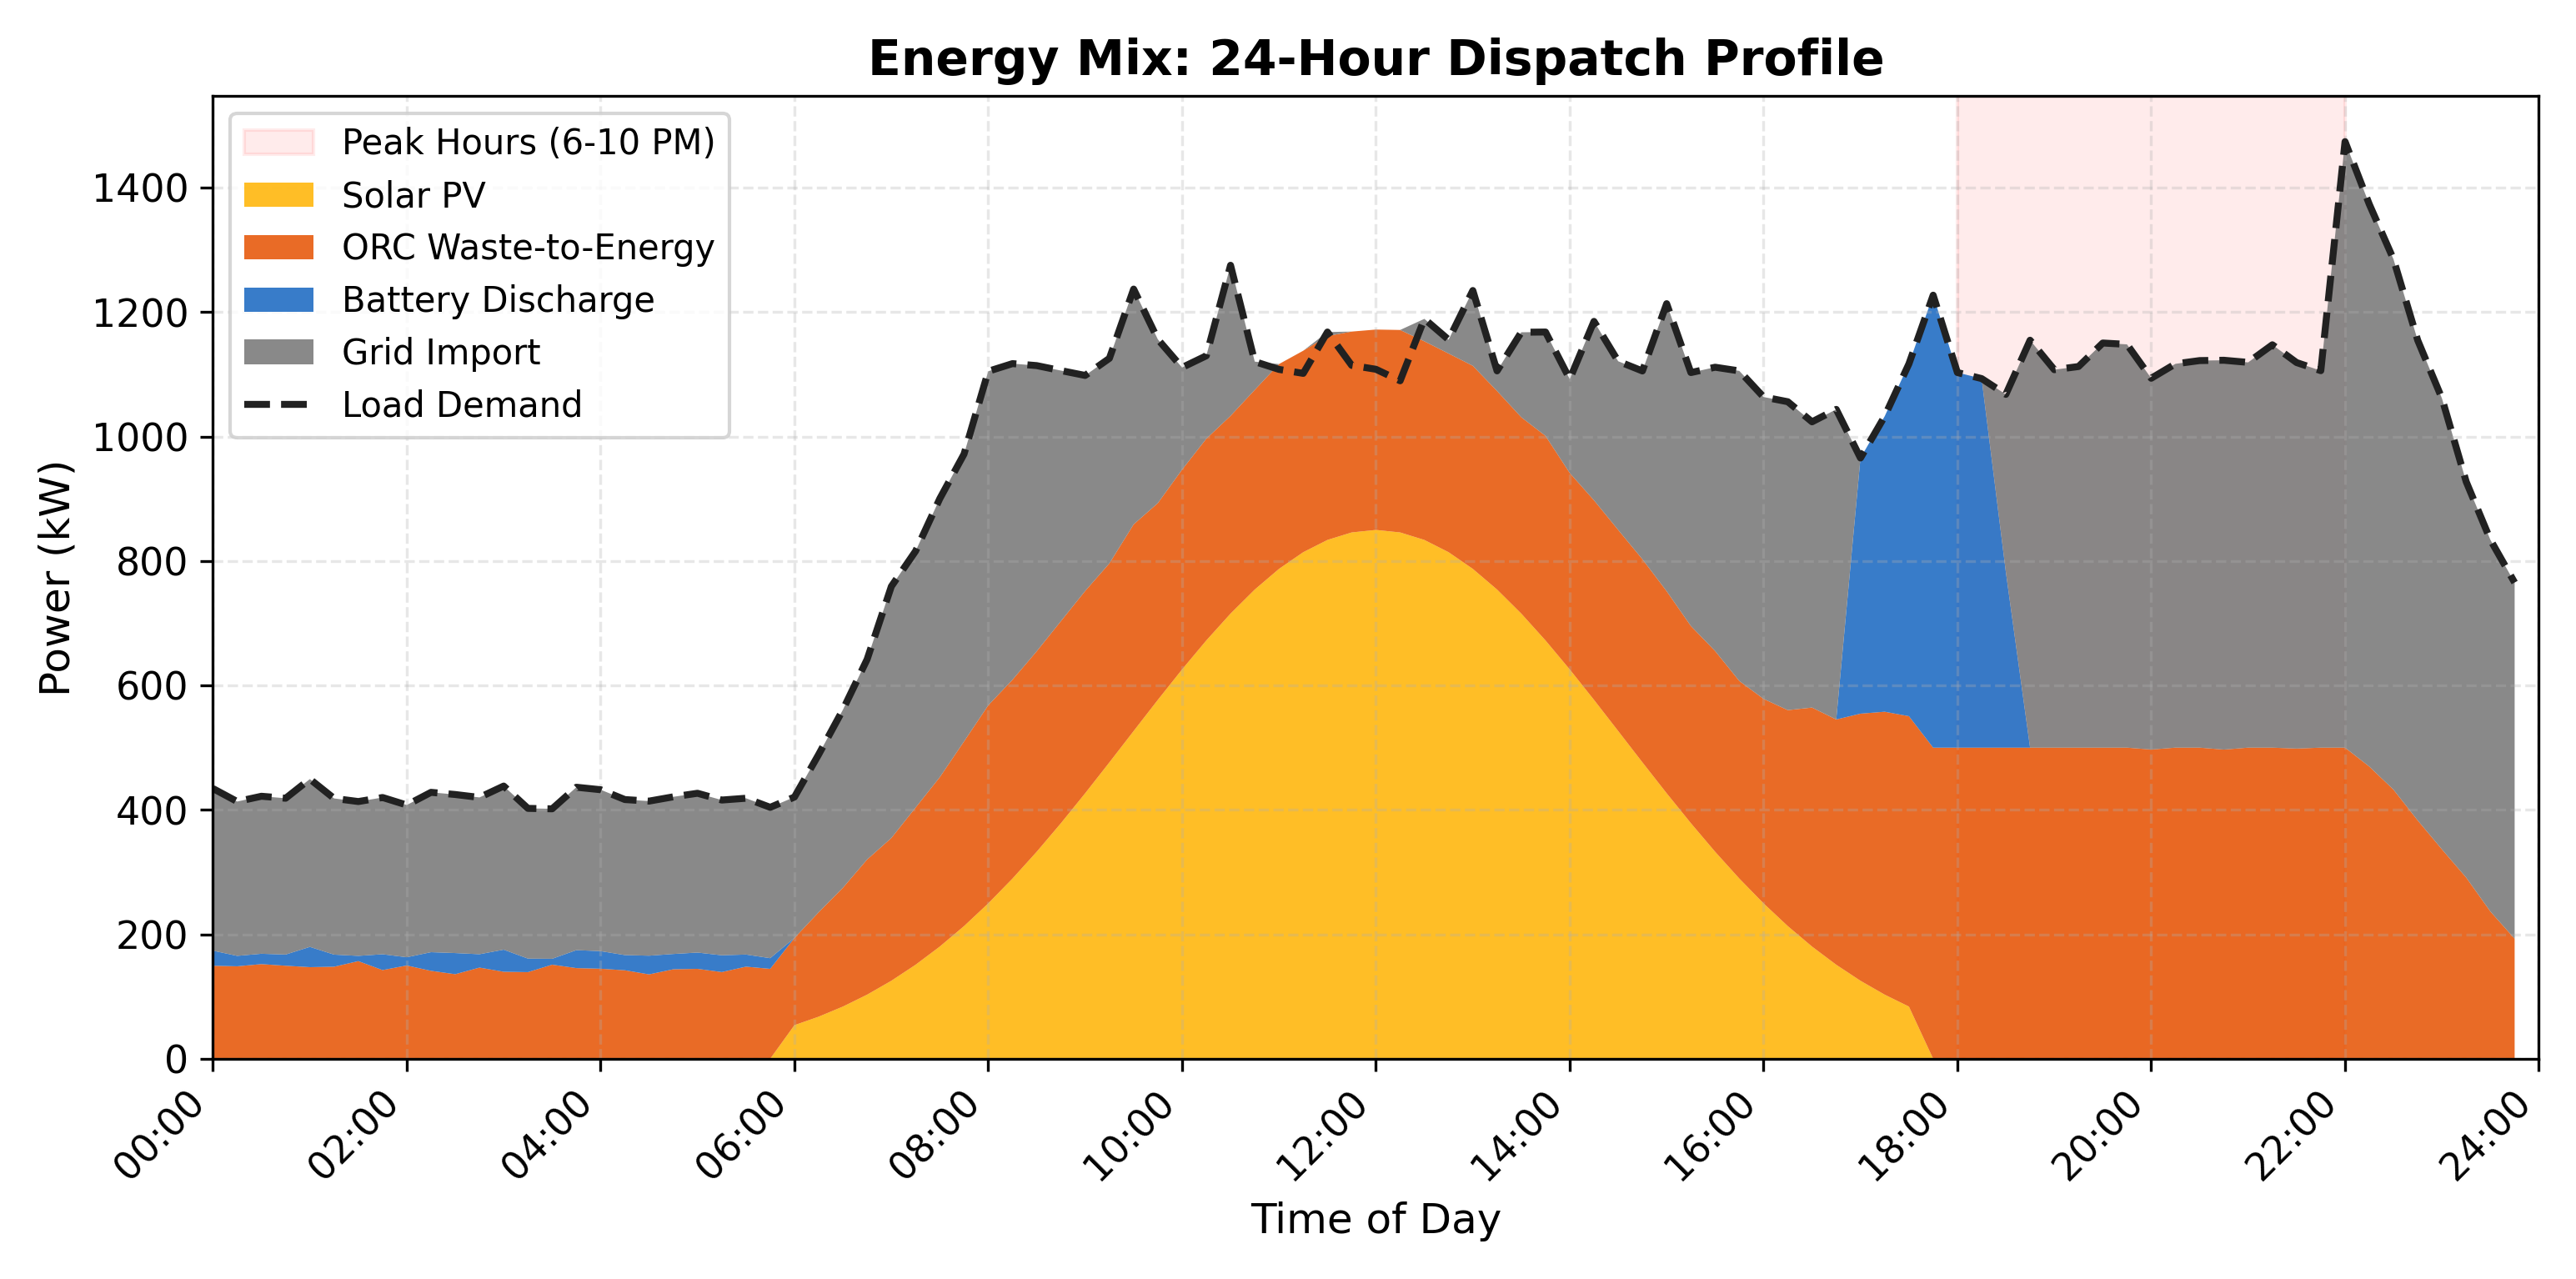 Energy Mix: 24-Hour Dispatch Profile
Peak Hours (6-10 PM)
Solar PV
ORC Waste-to-Energy
Battery Discharge
Grid Import
Load Demand
Power (kW)
1400
1200
1000
800
600
400
200
0
00:00 02:00 04:00 06:00 08:00 10:00 12:00 14:00 16:00 18:00 20:00 22:00 24:00
Time of Day